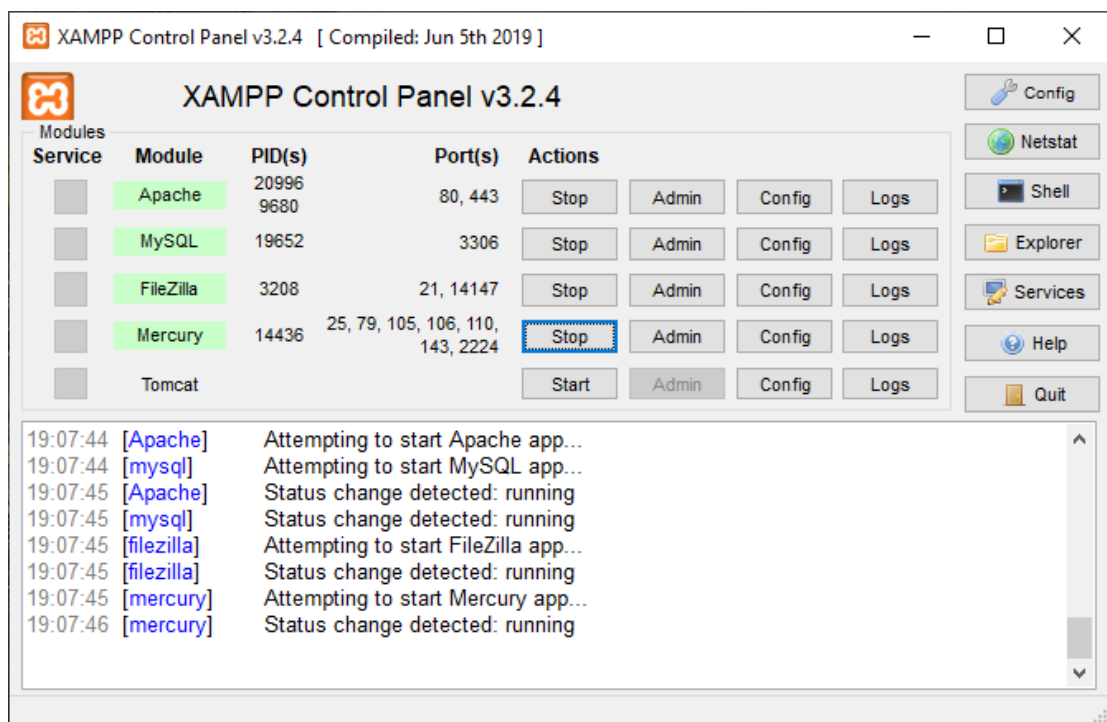 XAMPP Control Panel v3.2.4 [ Compiled: Jun 5th 2019 ]
XAMPP Control Panel v3.2.4
Config
Modules
Service Module PID(s) Port(s) Actions
Netstat
Apache 20996 9680 80, 443 Stop Admin Config Logs
Shell
MySQL 19652 3306 Stop Admin Config Logs
Explorer
FileZilla 3208 21, 14147 Stop Admin Config Logs
Services
Mercury 14436 25, 79, 105, 106, 110, 143, 2224 Stop Admin Config Logs
Help
Tomcat Start Admin Config Logs
Quit
19:07:44 [Apache] Attempting to start Apache app...
19:07:44 [mysql] Attempting to start MySQL app...
19:07:45 [Apache] Status change detected: running
19:07:45 [mysql] Status change detected: running
19:07:45 [filezilla] Attempting to start FileZilla app...
19:07:45 [filezilla] Status change detected: running
19:07:45 [mercury] Attempting to start Mercury app...
19:07:46 [mercury] Status change detected: running